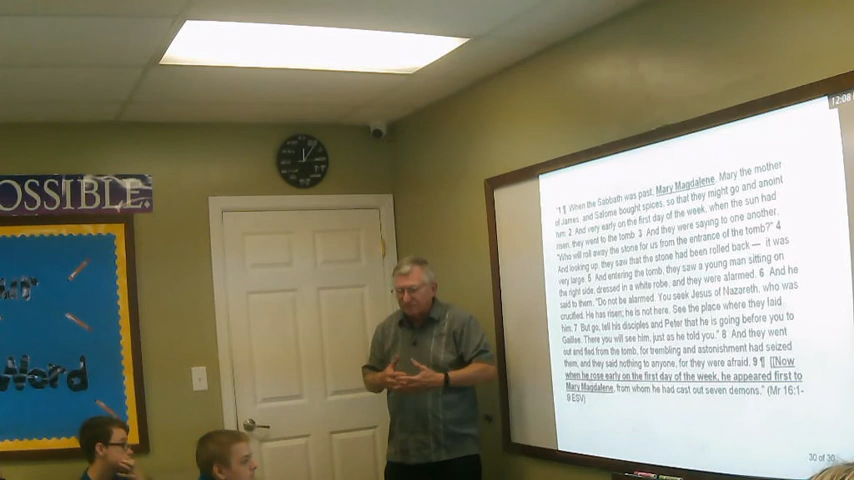 OSSIBLE
Word
12:08
"1 ¶ When the Sabbath was past, Mary Magdalene, Mary the mother
of James, and Salome bought spices, so that they might go and anoint
him. 2 And very early on the first day of the week, when the sun had
risen, they went to the tomb. 3 And they were saying to one another,
"Who will roll away the stone for us from the entrance of the tomb?" 4
And looking up, they saw that the stone had been rolled back — it was
very large. 5 And entering the tomb, they saw a young man sitting on
the right side, dressed in a white robe, and they were alarmed. 6 And he
said to them, "Do not be alarmed. You seek Jesus of Nazareth, who was
crucified. He has risen; he is not here. See the place where they laid
him. 7 But go, tell his disciples and Peter that he is going before you to
Galilee. There you will see him, just as he told you." 8 And they went
out and fled from the tomb, for trembling and astonishment had seized
them, and they said nothing to anyone, for they were afraid. 9 ¶ [[Now
when he rose early on the first day of the week, he appeared first to
Mary Magdalene, from whom he had cast out seven demons." (Mr 16:1-
9 ESV)
30 of 30